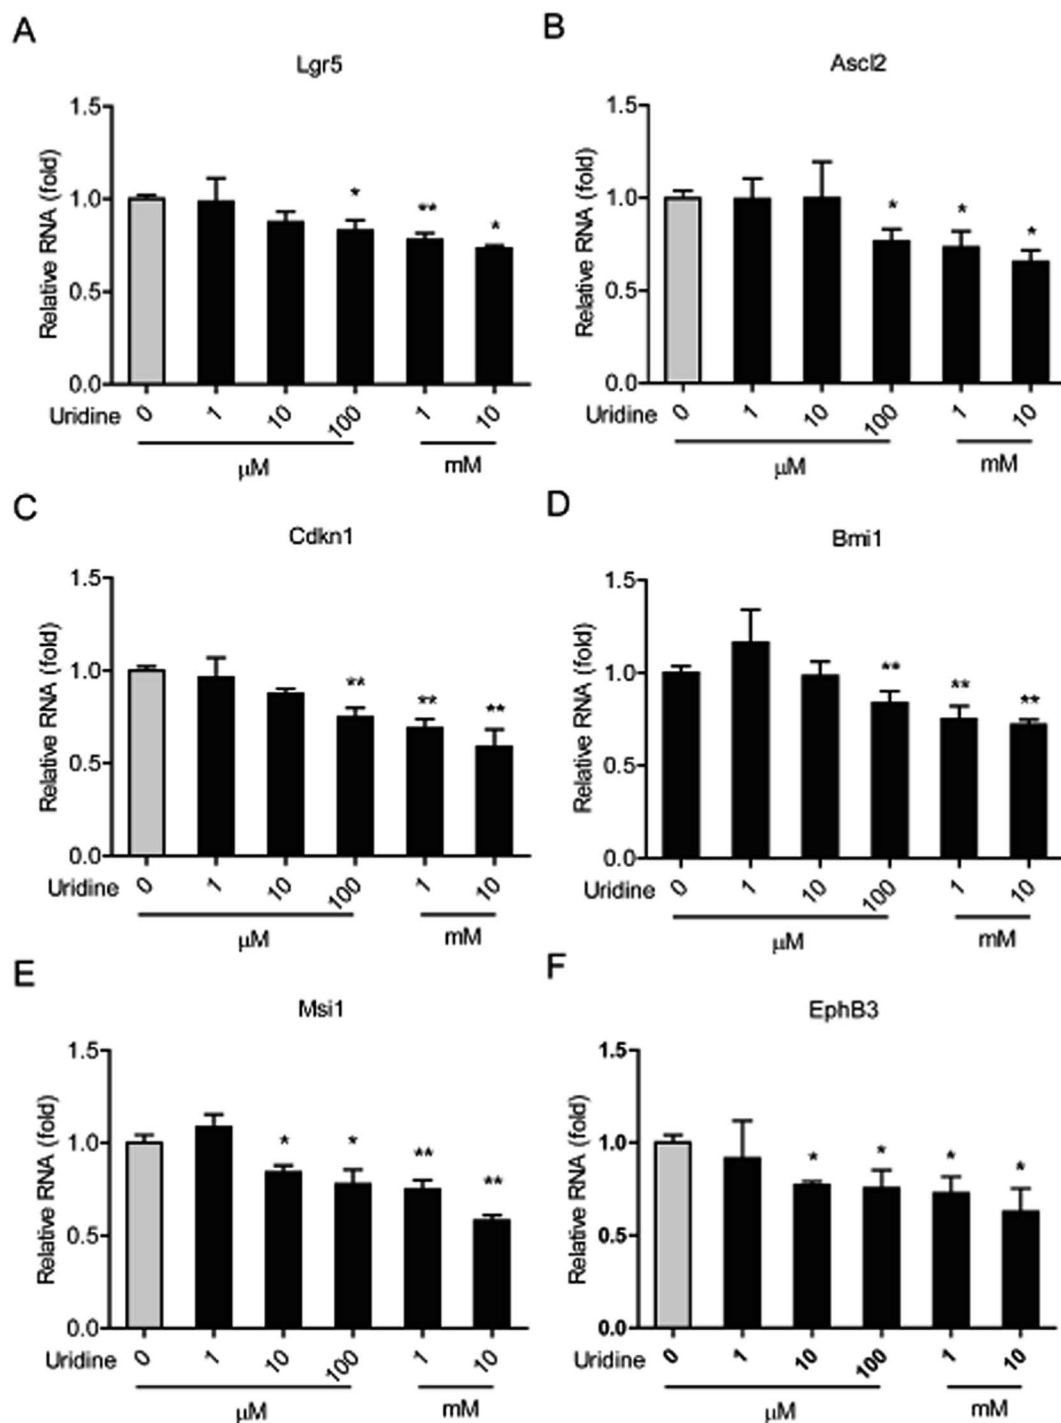 A
Lgr5
Relative RNA (fold)
1.5
1.0
0.5
0.0
* ** *
Uridine 0 1 10 100 1 10
μM mM
B
Ascl2
Relative RNA (fold)
1.5
1.0
0.5
0.0
* * *
0 1 10 100 1 10
μM mM
C
Cdkn1
Relative RNA (fold)
1.5
1.0
0.5
0.0
** ** **
Uridine 0 1 10 100 1 10
μM mM
D
Bmi1
Relative RNA (fold)
1.5
1.0
0.5
0.0
** ** **
0 1 10 100 1 10
μM mM
E
Msi1
Relative RNA (fold)
1.5
1.0
0.5
0.0
* * ** **
Uridine 0 1 10 100 1 10
μM mM
F
EphB3
Relative RNA (fold)
1.5
1.0
0.5
0.0
* * * *
Uridine 0 1 10 100 1 10
μM mM